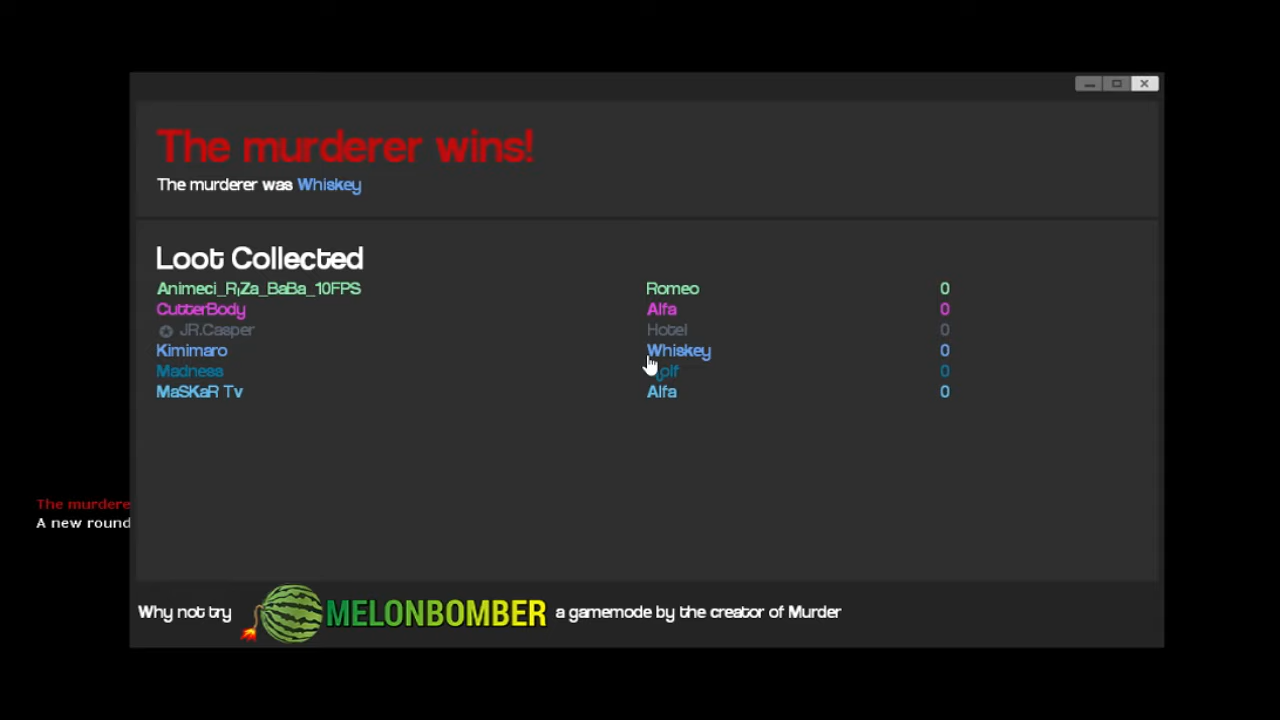 The murderer wins!
The murderer was Whiskey
Loot Collected
Animeci_R¡Za_BaBa_10FPS Romeo 0
CutterBody Alfa 0
JR.Casper Hotel 0
Kimimaro Whiskey 0
Madness olf 0
MaSKaR Tv Alfa 0
The murdere
A new round
Why not try MELONBOMBER a gamemode by the creator of Murder